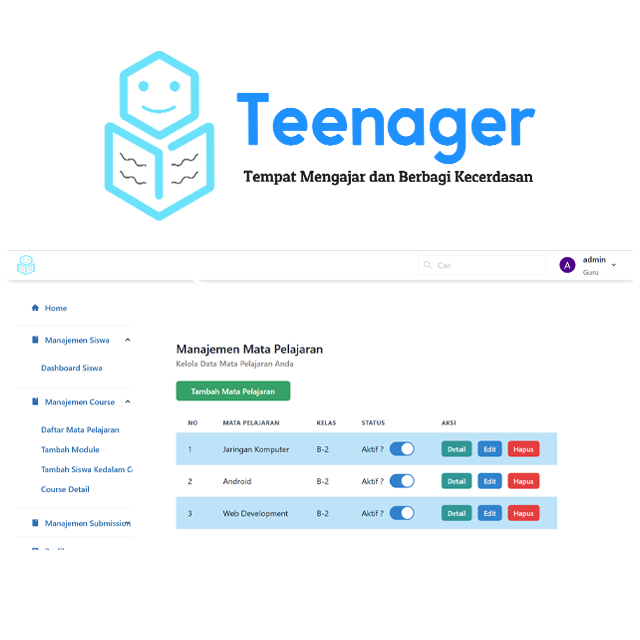 Teenager
Tempat Mengajar dan Berbagi Kecerdasan
Cari
A
admin
Guru
Home
Manajemen Siswa
Dashboard Siswa
Manajemen Course
Daftar Mata Pelajaran
Tambah Module
Tambah Siswa Kedalam C
Course Detail
Manajemen Submission
Manajemen Mata Pelajaran
Kelola Data Mata Pelajaran Anda
Tambah Mata Pelajaran
NO MATA PELAJARAN KELAS STATUS AKSI
1 Jaringan Komputer B-2 Aktif ? Detail Edit Hapus
2 Android B-2 Aktif ? Detail Edit Hapus
3 Web Development B-2 Aktif ? Detail Edit Hapus